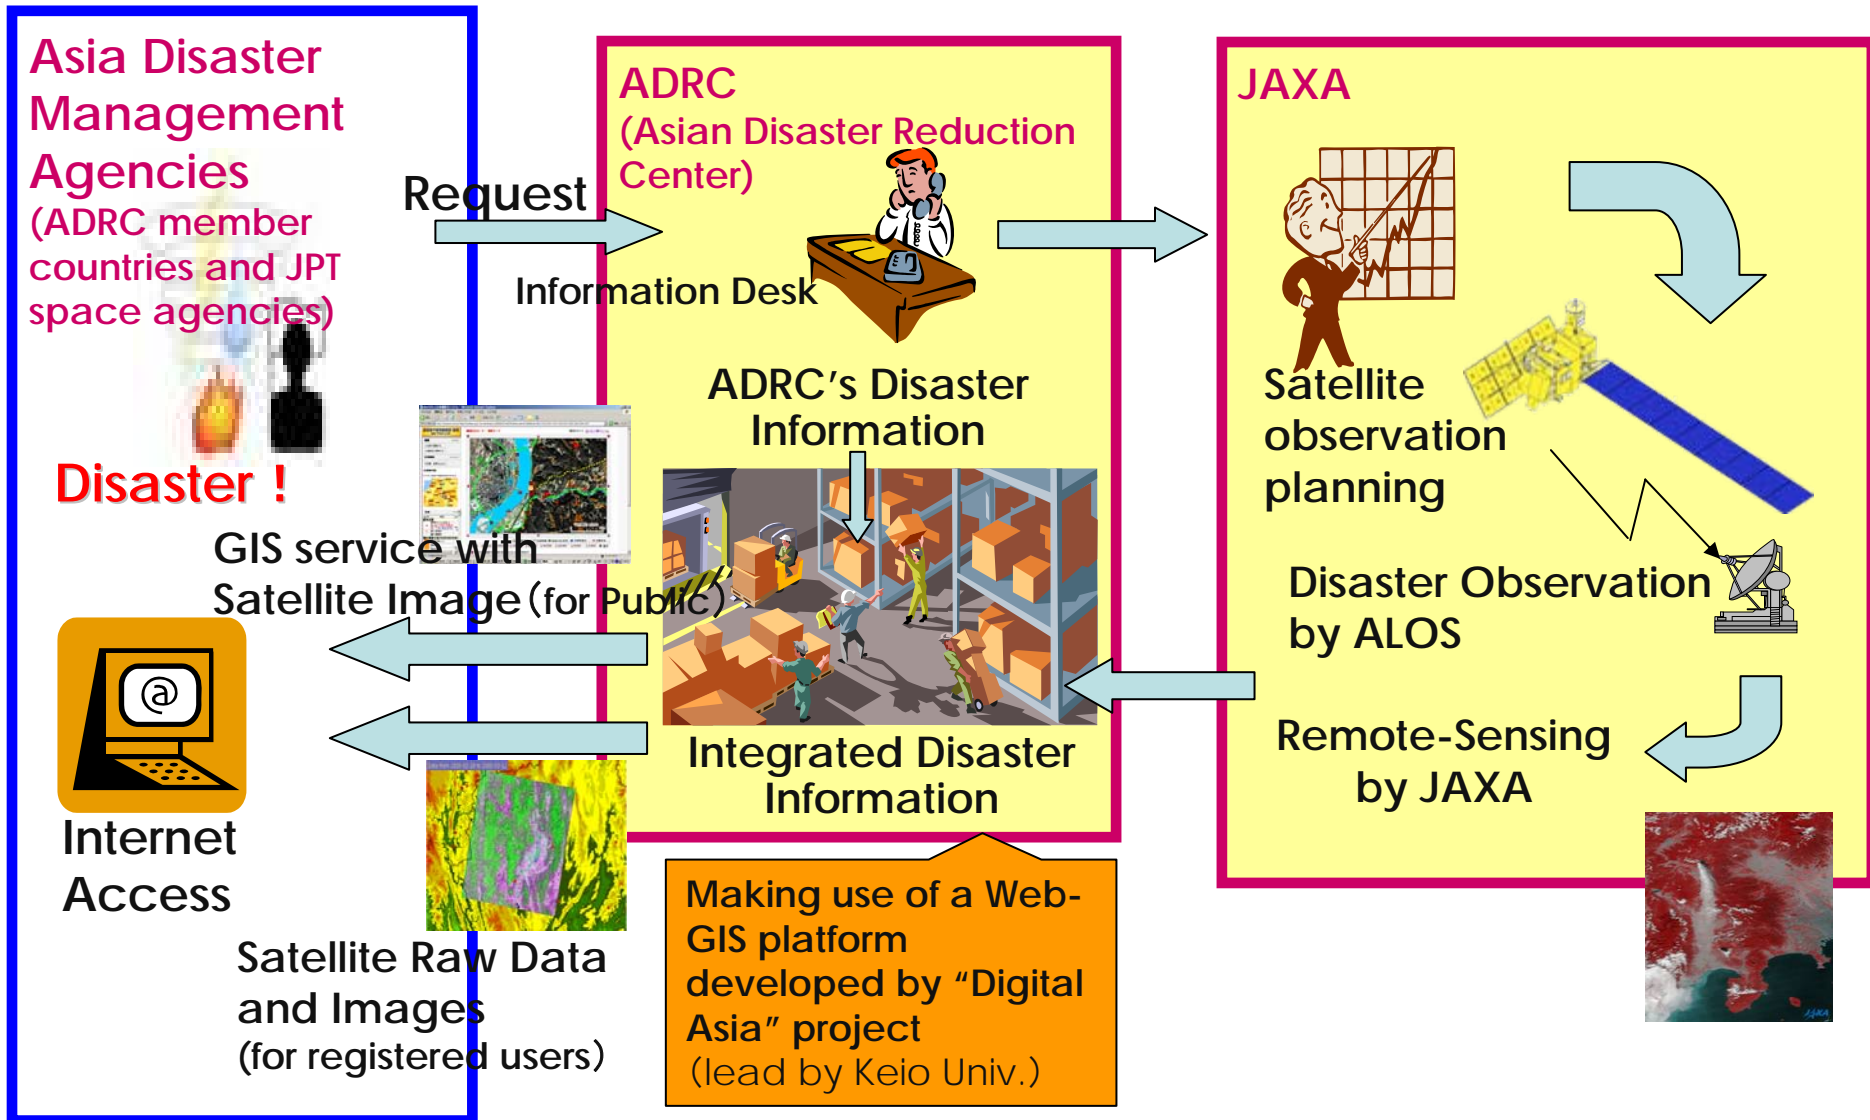 Asia Disaster
Management
Agencies
(ADRC member
countries and JPT
space agencies)
Disaster !
Request
ADRC
(Asian Disaster Reduction
Center)
Information Desk
ADRC’s Disaster
Information
GIS service with
Satellite Image (for Public)
@
Internet
Access
Integrated Disaster
Information
Satellite Raw Data
and Images
(for registered users)
Making use of a Web-
GIS platform
developed by “Digital
Asia” project
(lead by Keio Univ.)
JAXA
Satellite
observation
planning
Disaster Observation
by ALOS
Remote-Sensing
by JAXA
JAXA